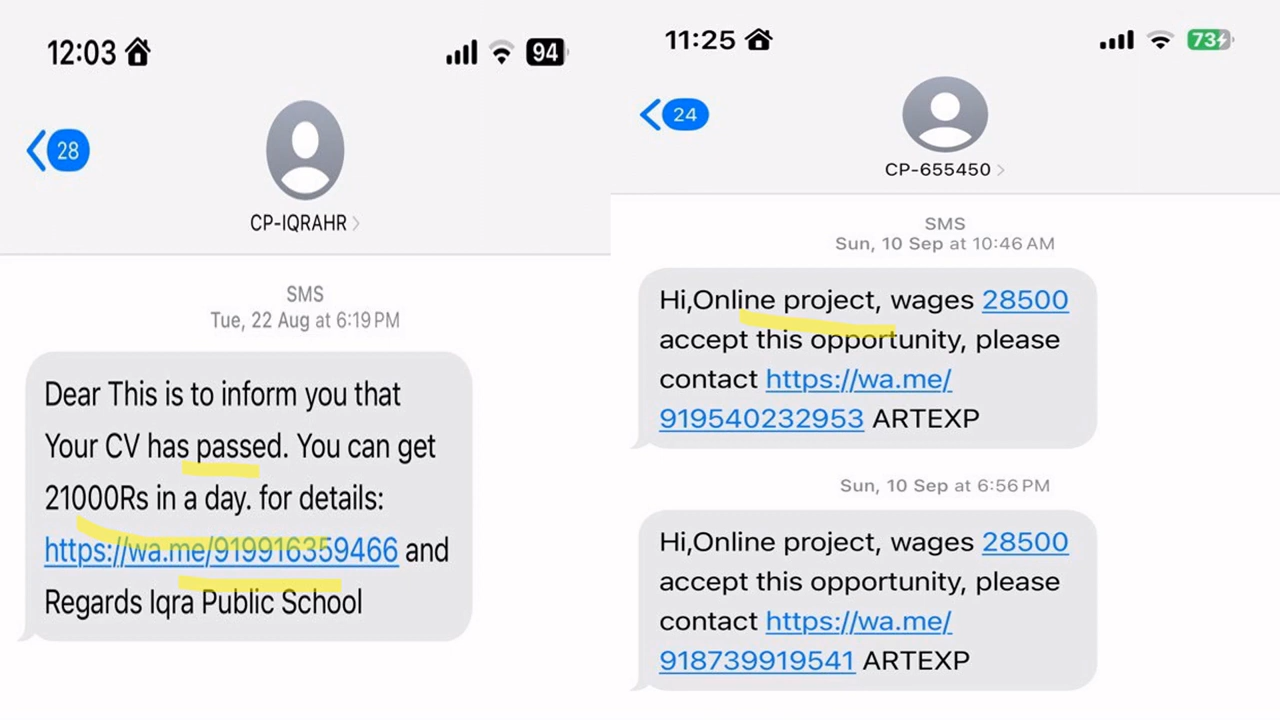 12:03
94
28
CP-IQRAHR
SMS
Tue, 22 Aug at 6:19 PM
Dear This is to inform you that
Your CV has passed. You can get
21000Rs in a day. for details:
https://wa.me/919916359466 and
Regards Iqra Public School
11:25
73
24
CP-655450
SMS
Sun, 10 Sep at 10:46 AM
Hi,Online project, wages 28500
accept this opportunity, please
contact https://wa.me/
919540232953 ARTEXP
Sun, 10 Sep at 6:56 PM
Hi,Online project, wages 28500
accept this opportunity, please
contact https://wa.me/
918739919541 ARTEXP